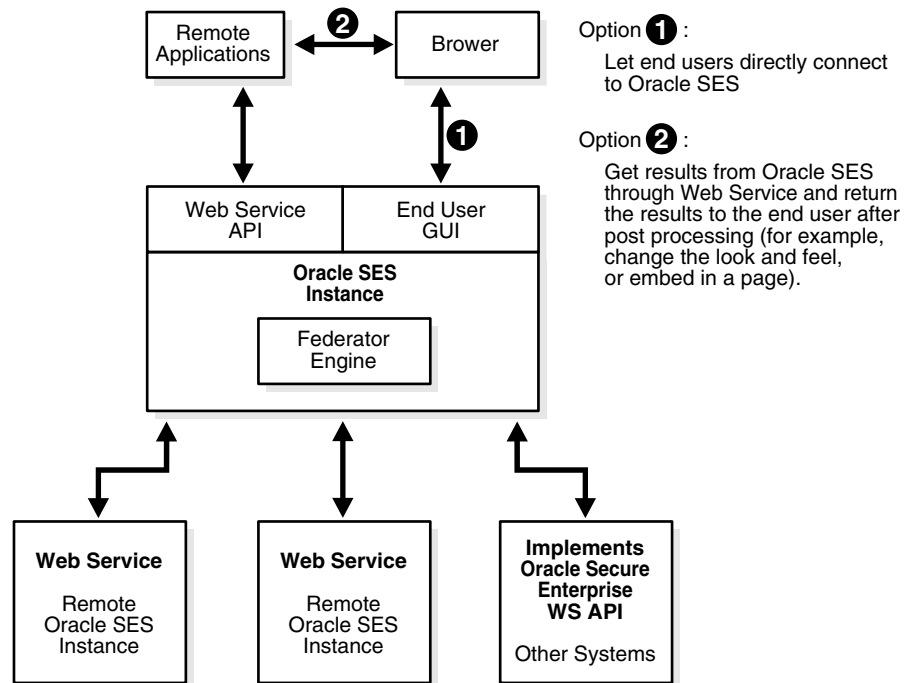 Remote
Applications
2
Brower
1
Option 1 :
Let end users directly connect
to Oracle SES
Option 2 :
Get results from Oracle SES
through Web Service and return
the results to the end user after
post processing (for example,
change the look and feel,
or embed in a page).
Web Service
API
End User
GUI
Oracle SES
Instance
Federator
Engine
Web Service
Remote
Oracle SES
Instance
Web Service
Remote
Oracle SES
Instance
Implements
Oracle Secure
Enterprise
WS API
Other Systems